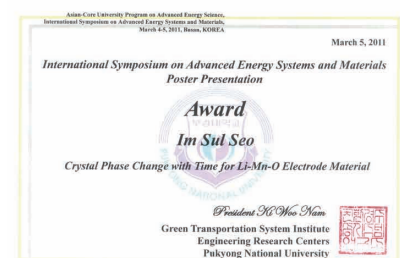 Asian-Core University Program on Advanced Energy Science,
International Symposium on Advanced Energy Systems and Materials,
March 4-5, 2011, Busan, KOREA
March 5, 2011
International Symposium on Advanced Energy Systems and Materials
Poster Presentation
Award
Im Sul Seo
Crystal Phase Change with Time for Li-Mn-O Electrode Material
PUKYONG NATIONAL UNIVERSITY
President Ki Woo Nam
Green Transportation System Institute
Engineering Research Centers
Pukyong National University